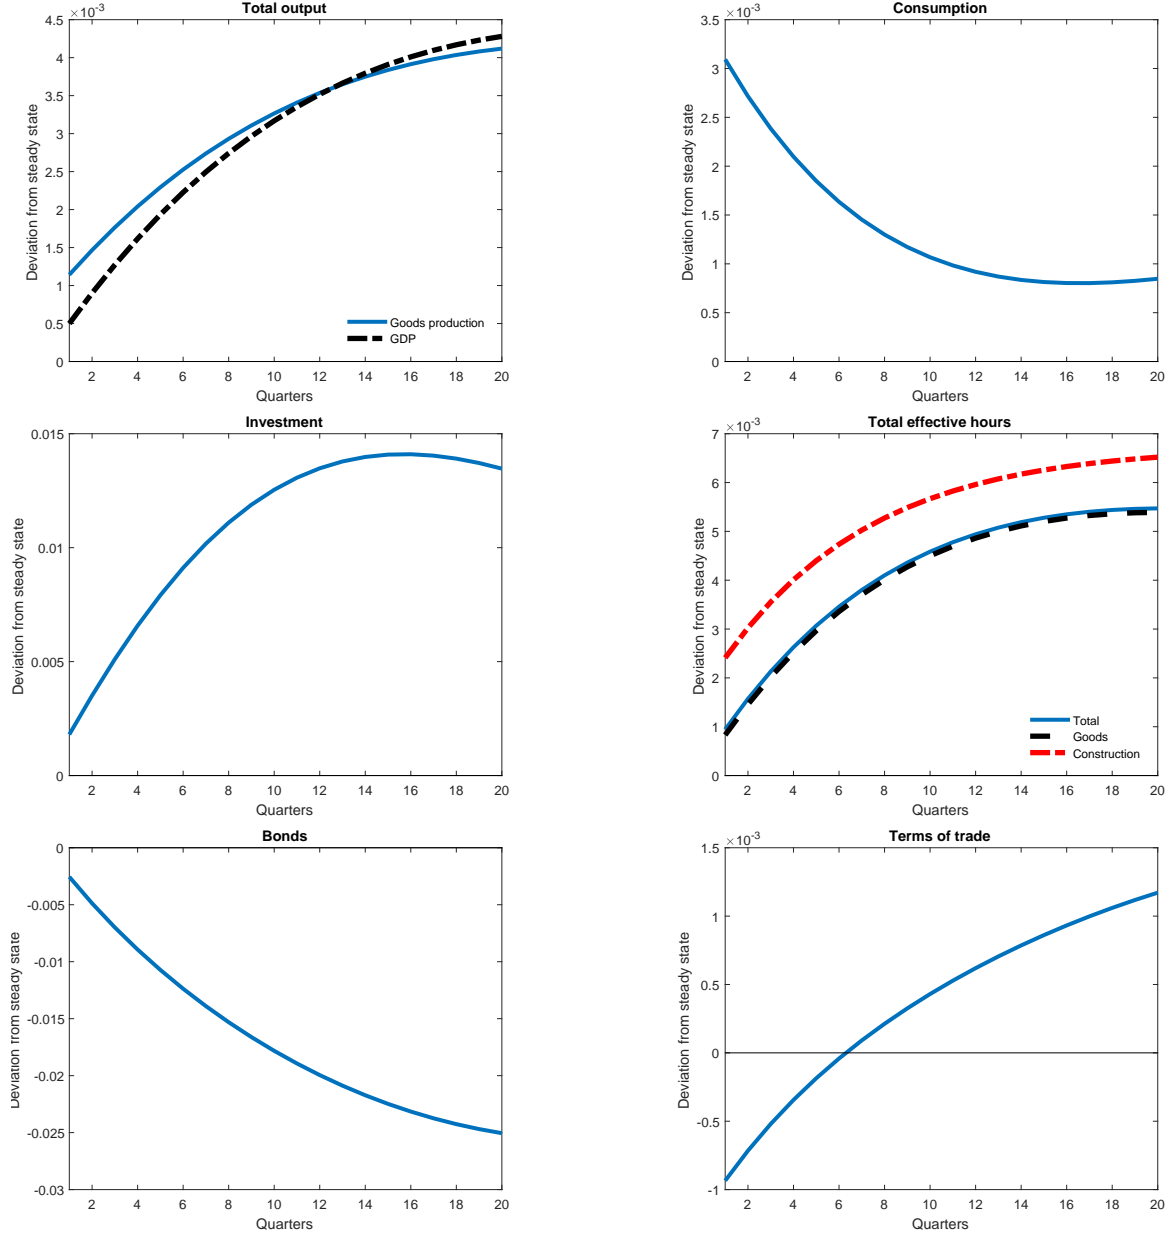 Total output
×10-3
4.5
4
3.5
3
2.5
2
1.5
1
0.5
0
Deviation from steady state
Goods production
GDP
2 4 6 8 10 12 14 16 18 20
Quarters
Consumption
×10-3
3.5
3
2.5
2
1.5
1
0.5
0
Deviation from steady state
2 4 6 8 10 12 14 16 18 20
Quarters
Investment
0.015
0.01
0.005
0
Deviation from steady state
2 4 6 8 10 12 14 16 18 20
Quarters
Total effective hours
×10-3
7
6
5
4
3
2
1
0
Deviation from steady state
Total
Goods
Construction
2 4 6 8 10 12 14 16 18 20
Quarters
Bonds
0
-0.005
-0.01
-0.015
-0.02
-0.025
-0.03
Deviation from steady state
2 4 6 8 10 12 14 16 18 20
Quarters
Terms of trade
×10-3
1.5
1
0.5
0
-0.5
-1
Deviation from steady state
2 4 6 8 10 12 14 16 18 20
Quarters